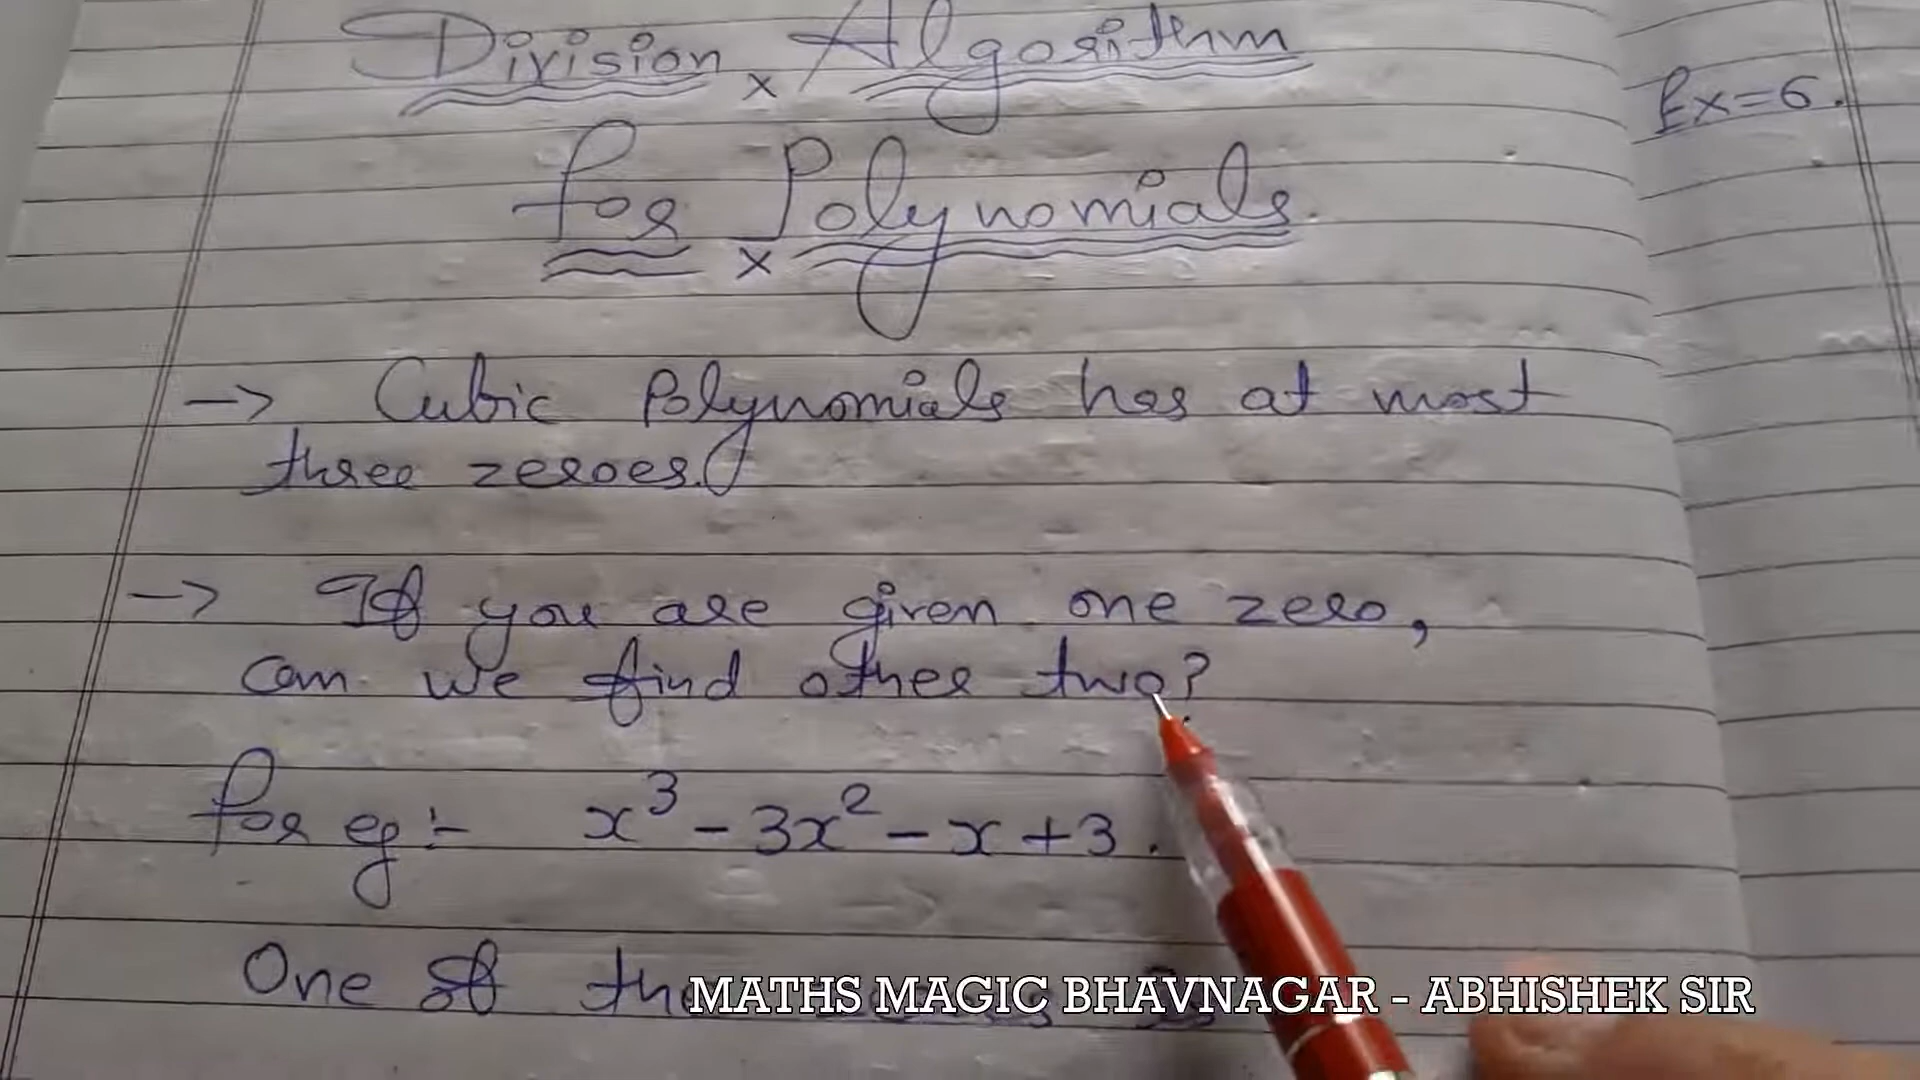 Division Algorithm
Ex=6.
for Polynomials.
→ Cubic Polynomials has at most
three zeroes.
→ If you are given one zero,
can we find other two?
for eg:- x³ - 3x² - x + 3.
One of the
MATHS MAGIC BHAVNAGAR - ABHISHEK SIR